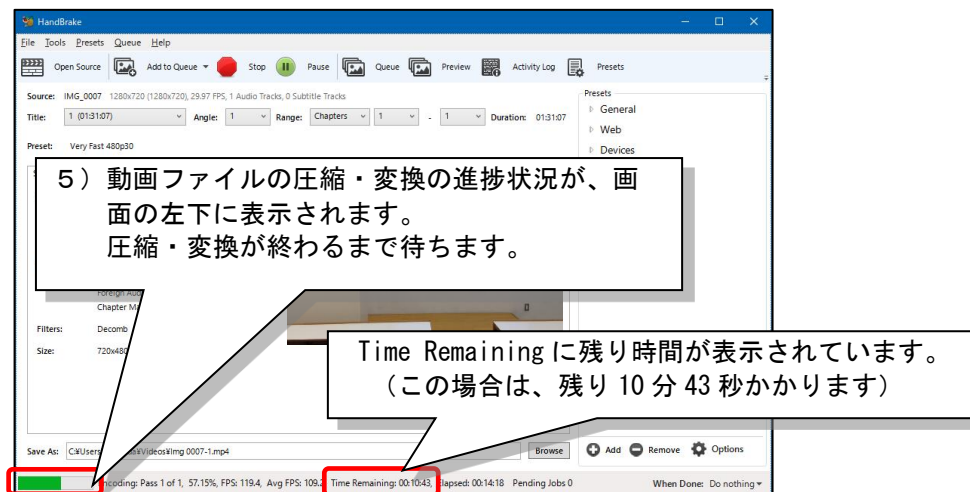 HandBrake
File Tools Presets Queue Help
Open Source Add to Queue Stop Pause Queue Preview Activity Log Presets
Source: IMG_0007 1280x720 (1280x720), 29.97 FPS, 1 Audio Tracks, 0 Subtitle Tracks
Title: 1 (01:31:07) Angle: 1 Range: Chapters 1 - 1 Duration: 01:31:07
Preset: Very Fast 480p30
Presets
General
Web
Devices
5）動画ファイルの圧縮・変換の進捗状況が、画
面の左下に表示されます。
圧縮・変換が終わるまで待ちます。
Foreign
Chapter
Filters: Decomb
Size: 720x480
Time Remaining に残り時間が表示されています。
（この場合は、残り 10 分 43 秒かかります）
Save As: C:¥Users ¥Videos¥Img 0007-1.mp4 Browse
Add Remove Options
Pass 1 of 1, 57.15%, FPS: 119.4, Avg FPS: 109.2 Time Remaining: 00:10:43, Elapsed: 00:14:18 Pending Jobs 0 When Done: Do nothing